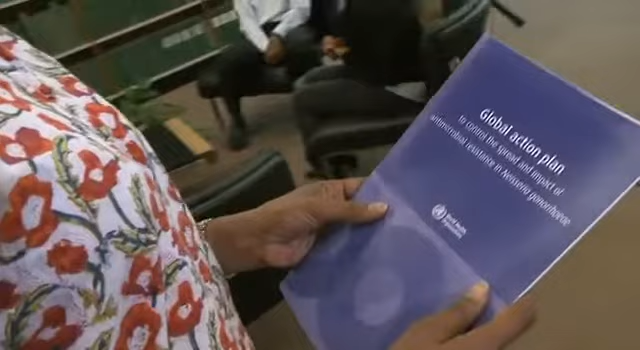 Global action plan
to control the spread and impact of
antimicrobial resistance in Neisseria gonorrhoeae
World Health
Organization